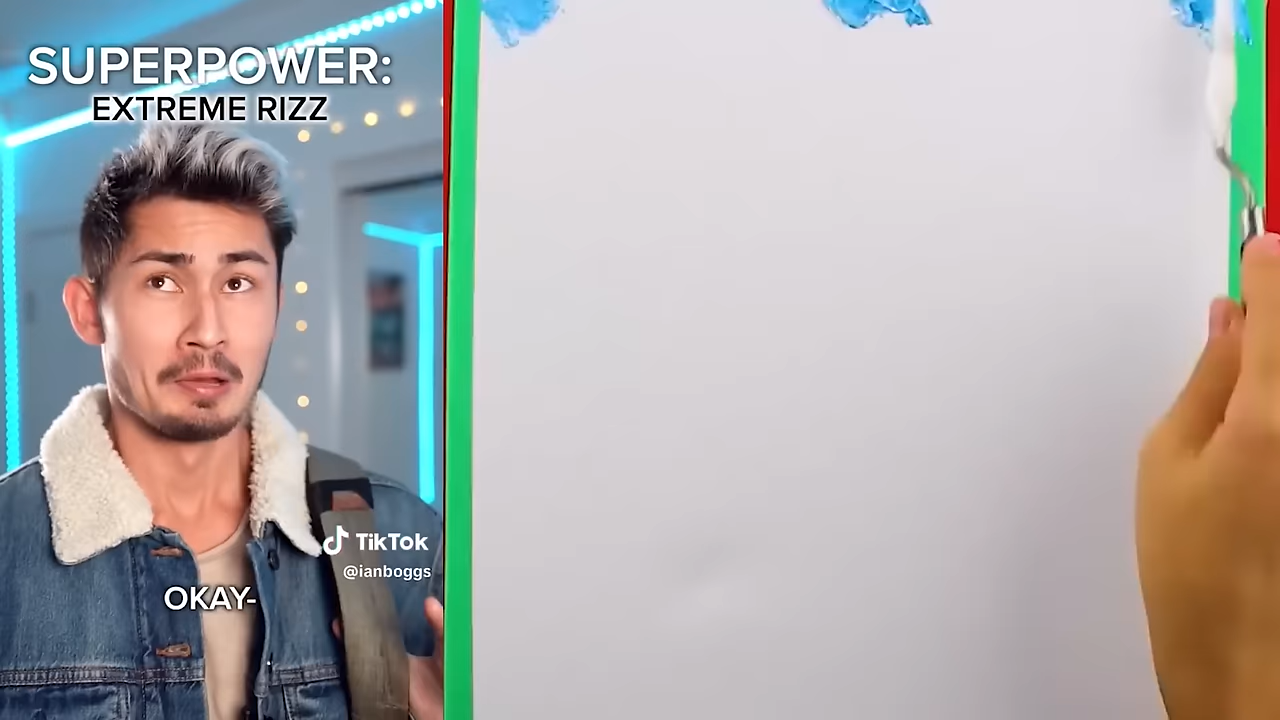 SUPERPOWER:
EXTREME RIZZ
TikTok
@ianboggs
OKAY-